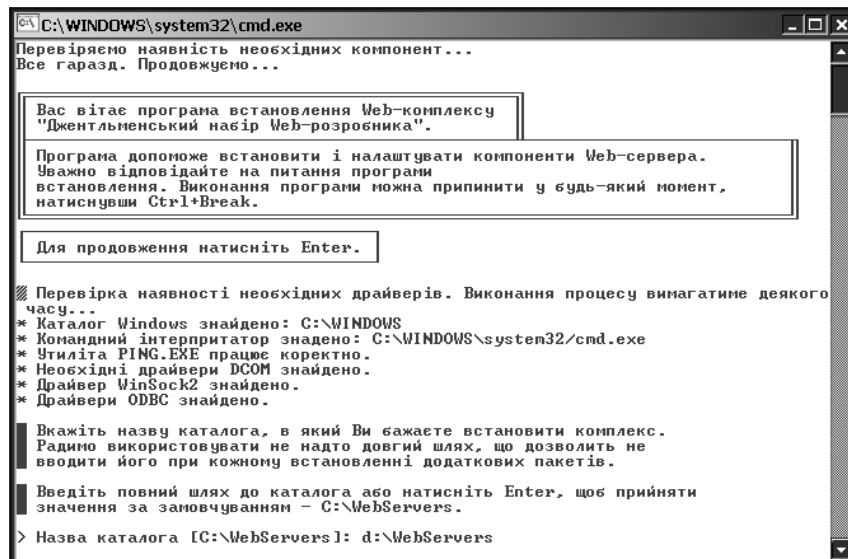 C:\WINDOWS\system32\cmd.exe
Перевіряємо наявність необхідних компонент...
Все гаразд. Продовжуємо...
Вас вітає програма встановлення Web-комплексу
"Джентльменський набір Web-розробника".
Програма допоможе встановити і налаштувати компоненти Web-сервера.
Уважно відповідайте на питання програми
встановлення. Виконання програми можна припинити у будь-який момент,
натиснувши Ctrl+Break.
Для продовження натисніть Enter.
Перевірка наявності необхідних драйверів. Виконання процесу вимагатиме деякого
часу...
* Каталог Windows знайдено: C:\WINDOWS
* Командний інтерпритатор знадено: C:\WINDOWS\system32/cmd.exe
* Утиліта PING.EXE працює коректно.
* Необхідні драйвери DCOM знайдено.
* Драйвер WinSock2 знайдено.
* Драйвери ODBC знайдено.
Вкажіть назву каталога, в який Ви бажаєте встановити комплекс.
Радимо використовувати не надто довгий шлях, що дозволить не
вводити його при кожному встановленні додаткових пакетів.
Введіть повний шлях до каталога або натисніть Enter, щоб прийняти
значення за замовчуванням - C:\WebServers.
> Назва каталога [C:\WebServers]: d:\WebServers